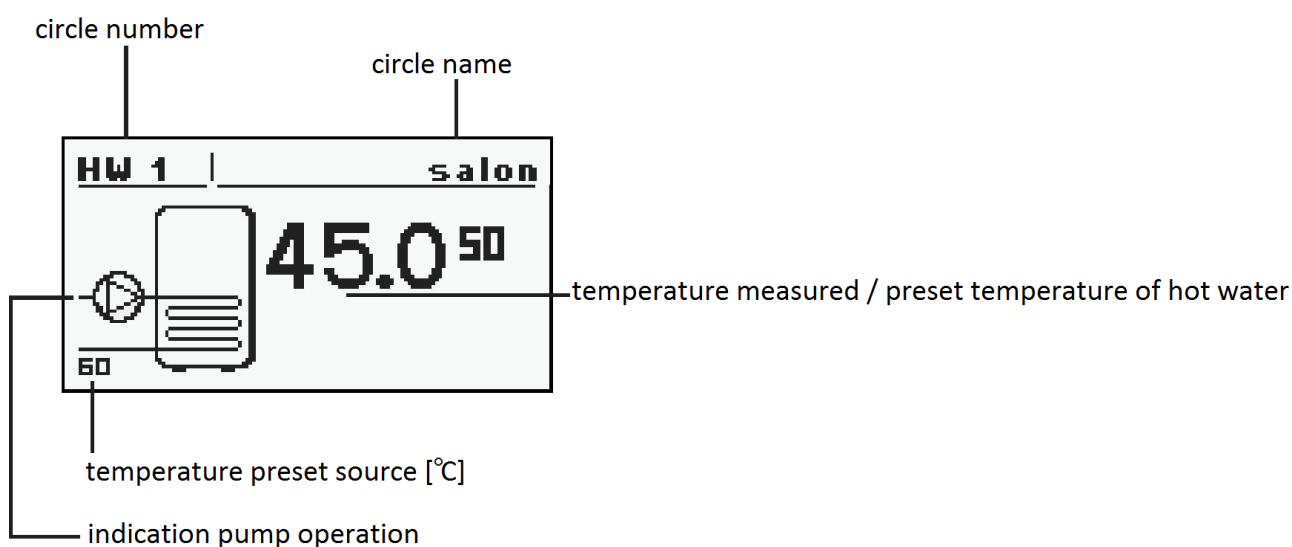 circle number
circle name
HW 1
salon
45.0 50
temperature measured / preset temperature of hot water
60
temperature preset source [℃]
indication pump operation